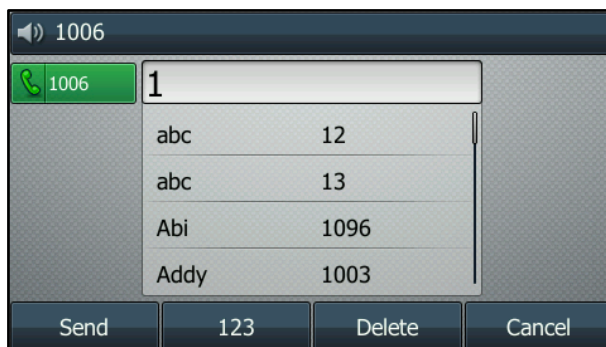 1006
1006 1
abc 12
abc 13
Abi 1096
Addy 1003
Send 123 Delete Cancel